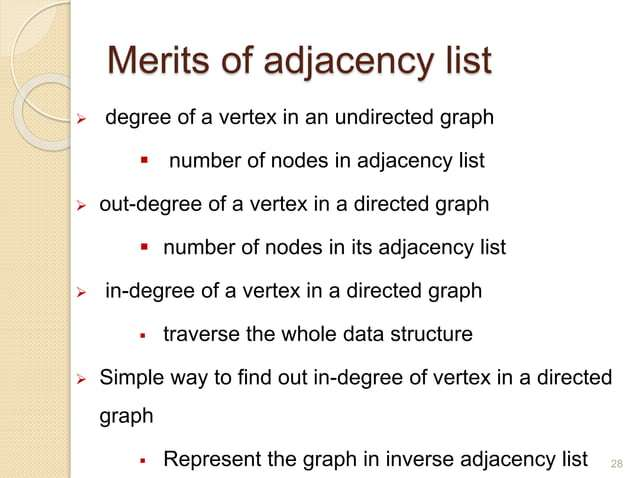 Merits of adjacency list
degree of a vertex in an undirected graph
number of nodes in adjacency list
out-degree of a vertex in a directed graph
number of nodes in its adjacency list
in-degree of a vertex in a directed graph
traverse the whole data structure
Simple way to find out in-degree of vertex in a directed
graph
Represent the graph in inverse adjacency list
28